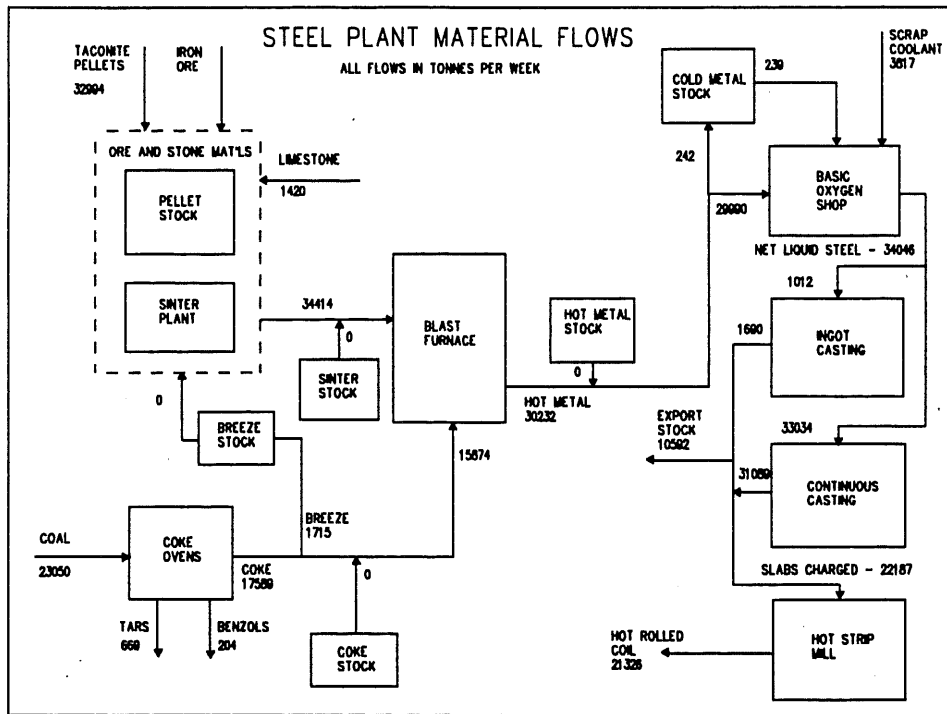 STEEL PLANT MATERIAL FLOWS
ALL FLOWS IN TONNES PER WEEK
TACONITE
PELLETS
32994
IRON
ORE
SCRAP
COOLANT
3617
COLD METAL
STOCK
239
242
ORE AND STONE MAT'LS
LIMESTONE
1420
PELLET
STOCK
SINTER
PLANT
BASIC
OXYGEN
SHOP
29990
NET LIQUID STEEL - 34046
1012
34414
0
SINTER
STOCK
BLAST
FURNACE
HOT METAL
STOCK
0
HOT METAL
30232
1690
INGOT
CASTING
0
BREEZE
STOCK
BREEZE
1715
15874
EXPORT
STOCK
10592
33034
31089
CONTINUOUS
CASTING
COAL
23050
COKE
OVENS
COKE
17589
0
SLABS CHARGED - 22187
TARS
669
BENZOLS
204
COKE
STOCK
HOT ROLLED
COIL
21326
HOT STRIP
MILL